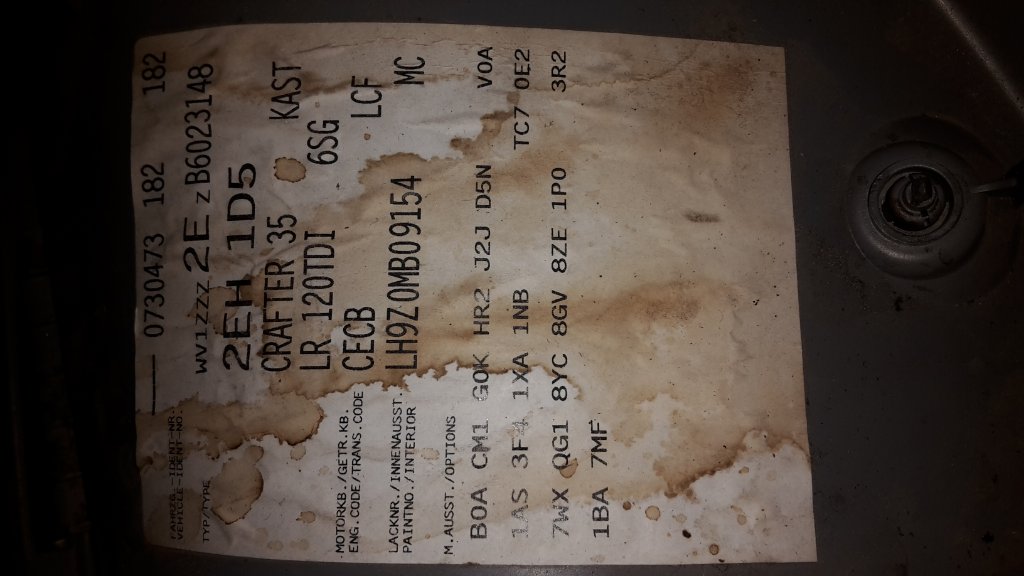 0730473 182 182
FAHRZG.-IDENT-NR.
VEHICLE-IDENT-NO.
WV1ZZZ 2E Z B6023148
TYP/TYPE
2EH 1D5
CRAFTER 35 KAST
LR 120TDI 6SG
MOTORKB./GETR.KB.
ENG.CODE/TRANS.CODE
CECB LCF
LACKNR./INNENAUSST.
PAINTNO./INTERIOR
LH9Z0MB09154 MC
M.AUSST./OPTIONS
B0A CM1 G0K HR2 J2J D5N V0A
1AS 3F4 1XA 1NB TC7 0E2
7WX QG1 8YC 8GV 8ZE 1P0 3R2
1BA 7MF